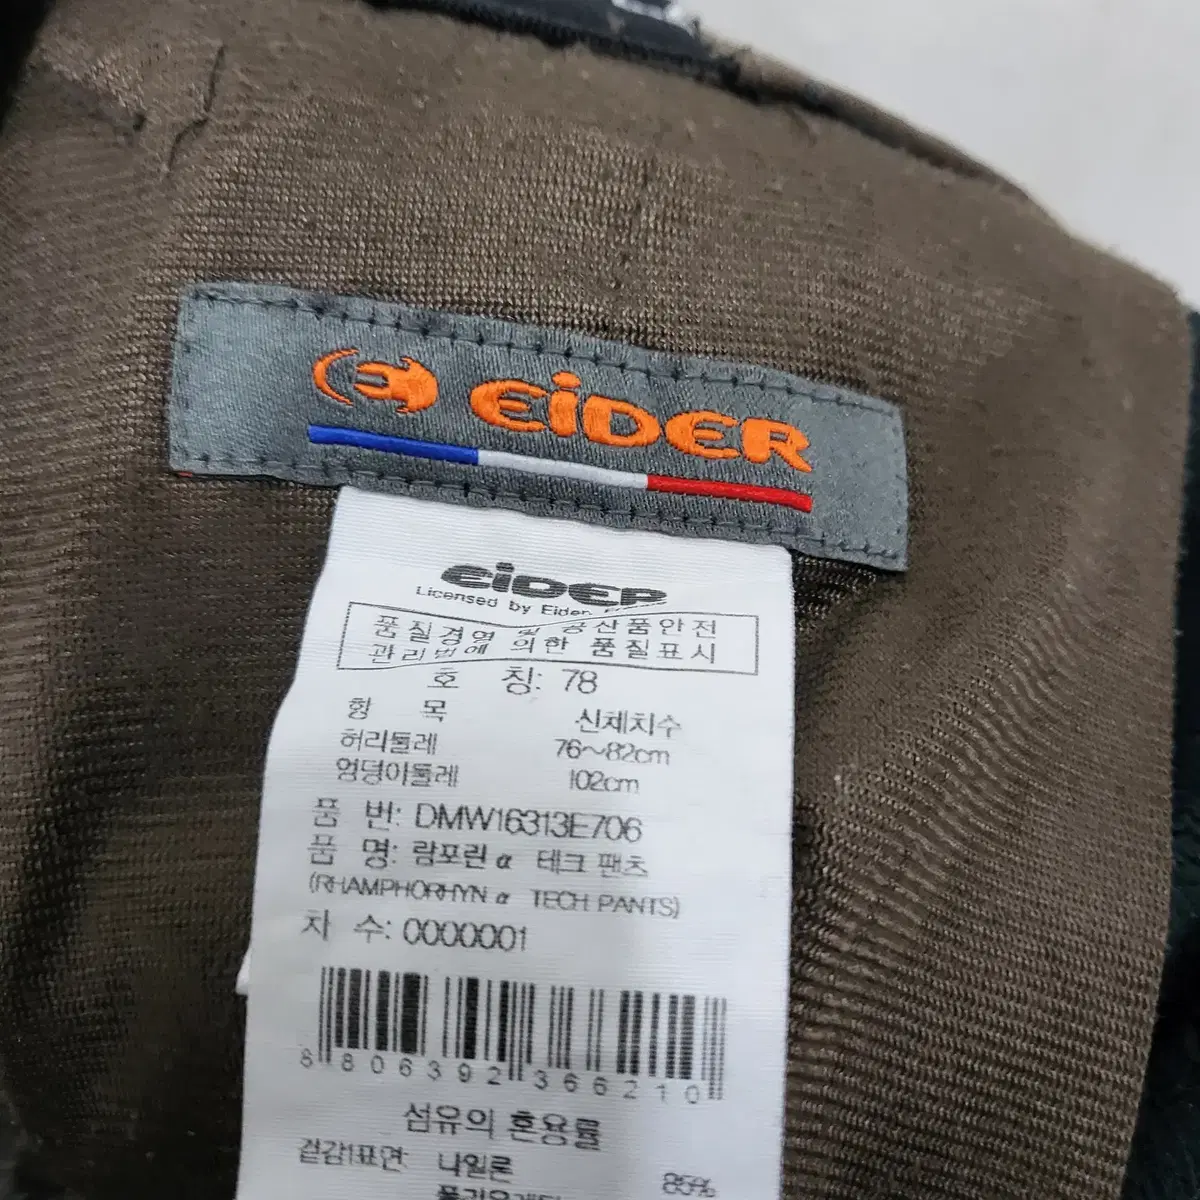 EiDER
EiDER
Licensed by Eider
품질경영 및 공산품안전
관리법에 의한 품질표시
호 칭: 78
항 목 신체치수
허리둘레 76~82cm
엉덩이둘레 102cm
품 번: DMW16313E706
품 명: 람포린 α 테크 팬츠
(RHAMPHORHYN α TECH PANTS)
차 수: 0000001
8806392366210
섬유의 혼용률
겉감1표면: 나일론 85%